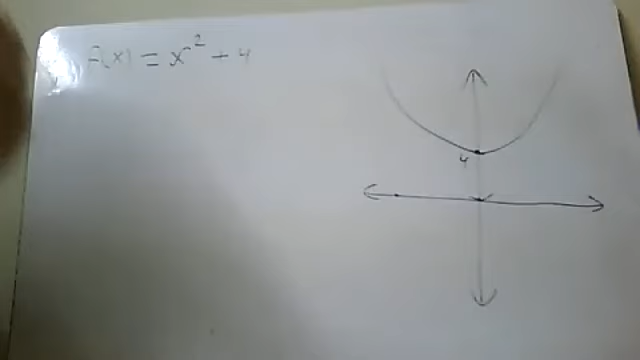 f(x) = x² + 4
4